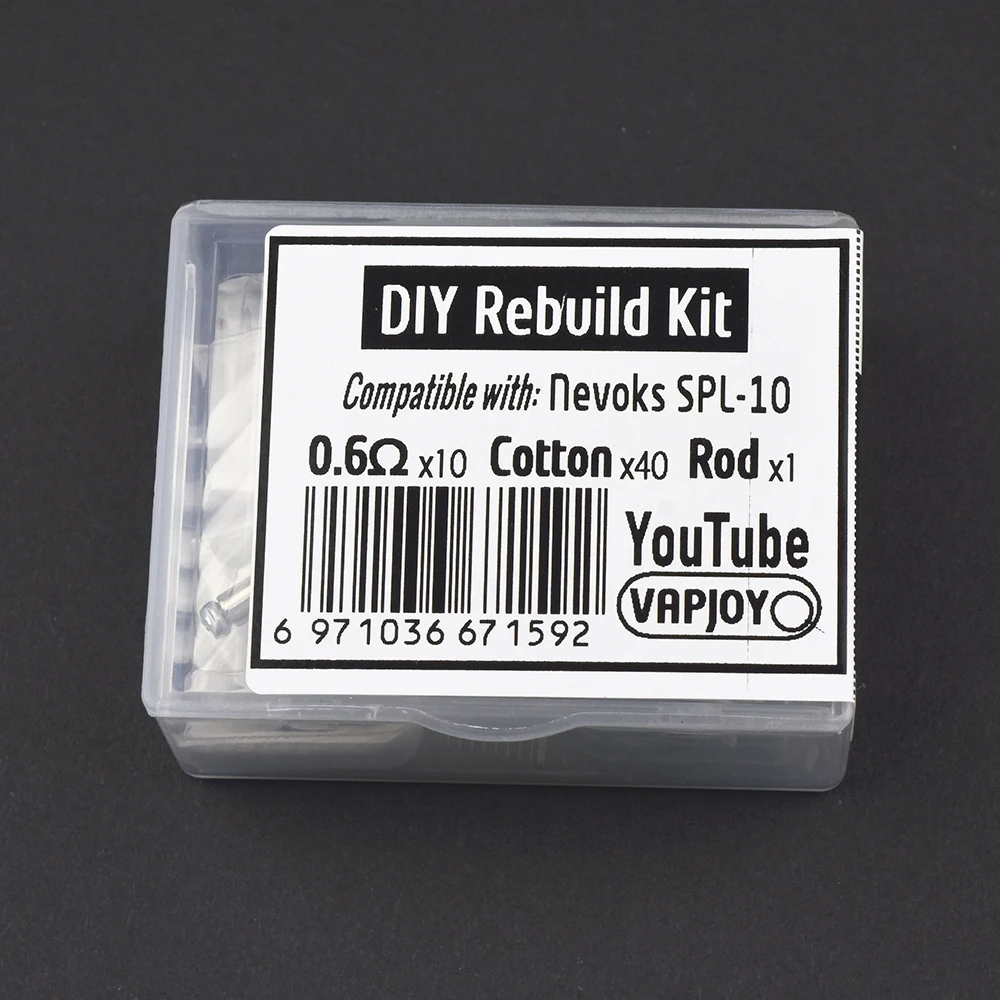 DIY Rebuild Kit
Compatible with: Nevoks SPL-10
0.6Ω x10 Cotton x40 Rod x1
YouTube
VAPJOY
6 971036 671592